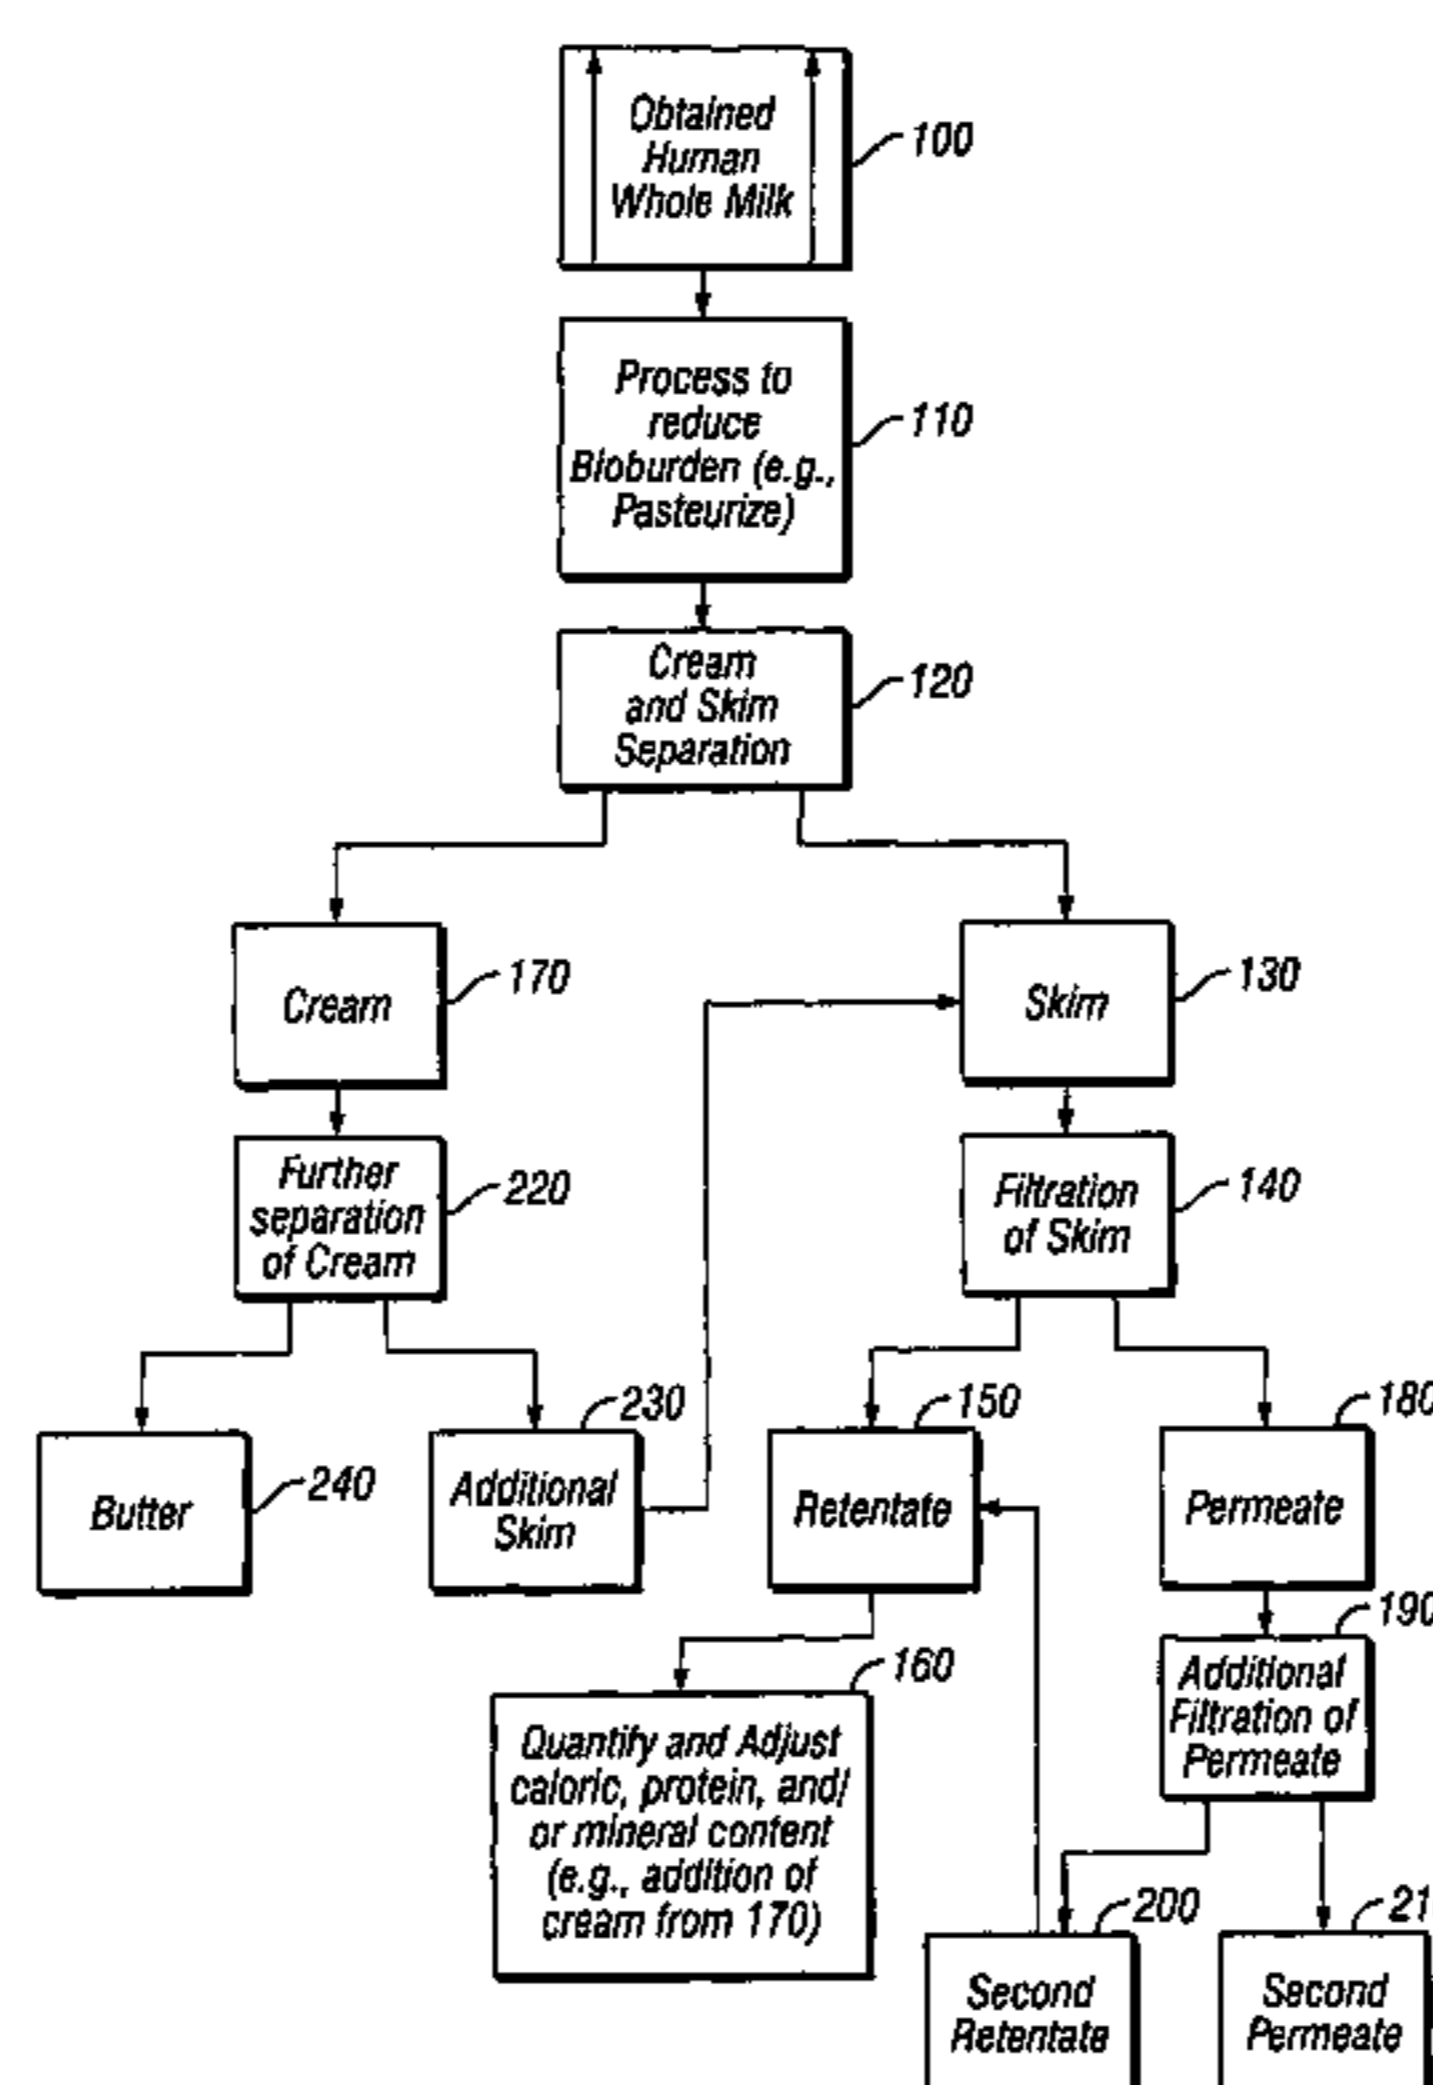 Obtained
Human
Whole Milk
100
Process to
reduce
Bioburden (e.g.,
Pasteurize)
110
Cream
and Skim
Separation
120
Cream
170
Skim
130
Further
separation
of Cream
220
Filtration
of Skim
140
Butter
240
Additional
Skim
230
Retentate
150
Permeate
180
Quantify and Adjust
caloric, protein, and/
or mineral content
(e.g., addition of
cream from 170)
160
Additional
Filtration of
Permeate
190
Second
Retentate
200
Second
Permeate